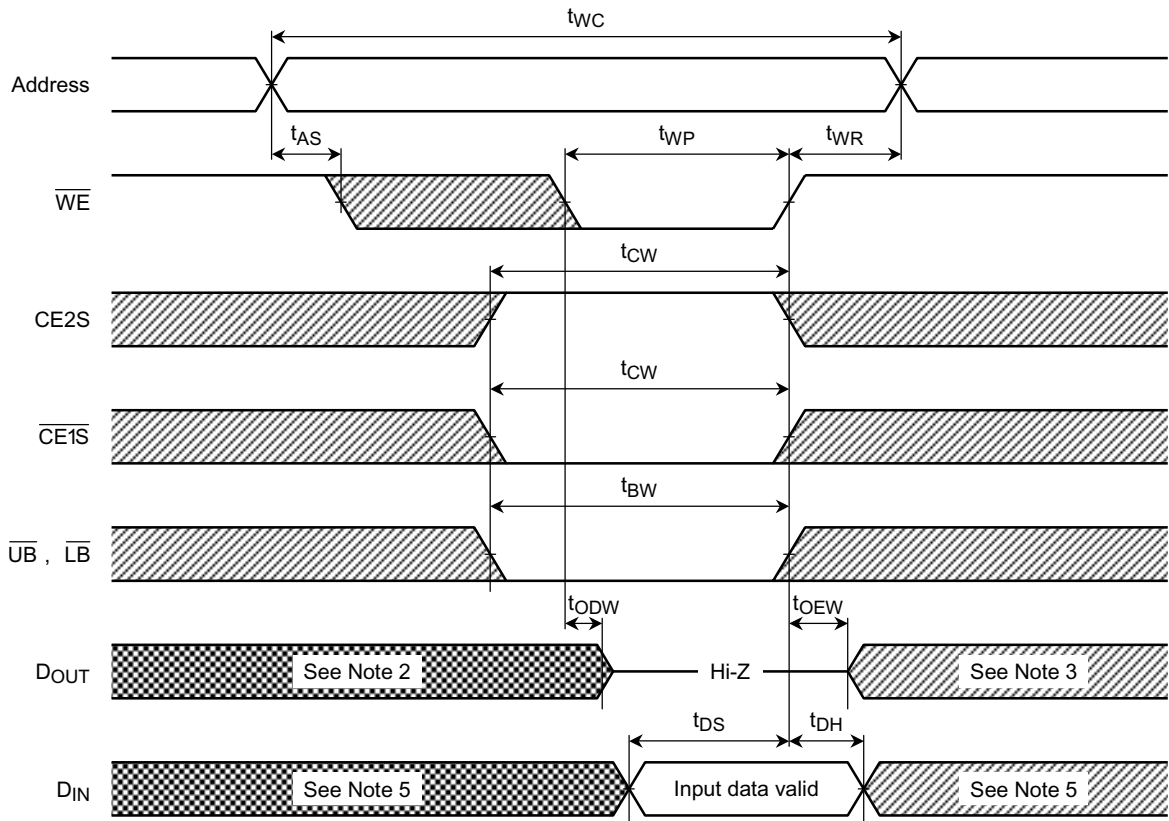 tWC
Address
tAS
tWP
tWR
WE
tCW
CE2S
tCW
CE1S
tBW
UB , LB
tODW
tOEW
DOUT
See Note 2
Hi-Z
See Note 3
tDS
tDH
DIN
See Note 5
Input data valid
See Note 5